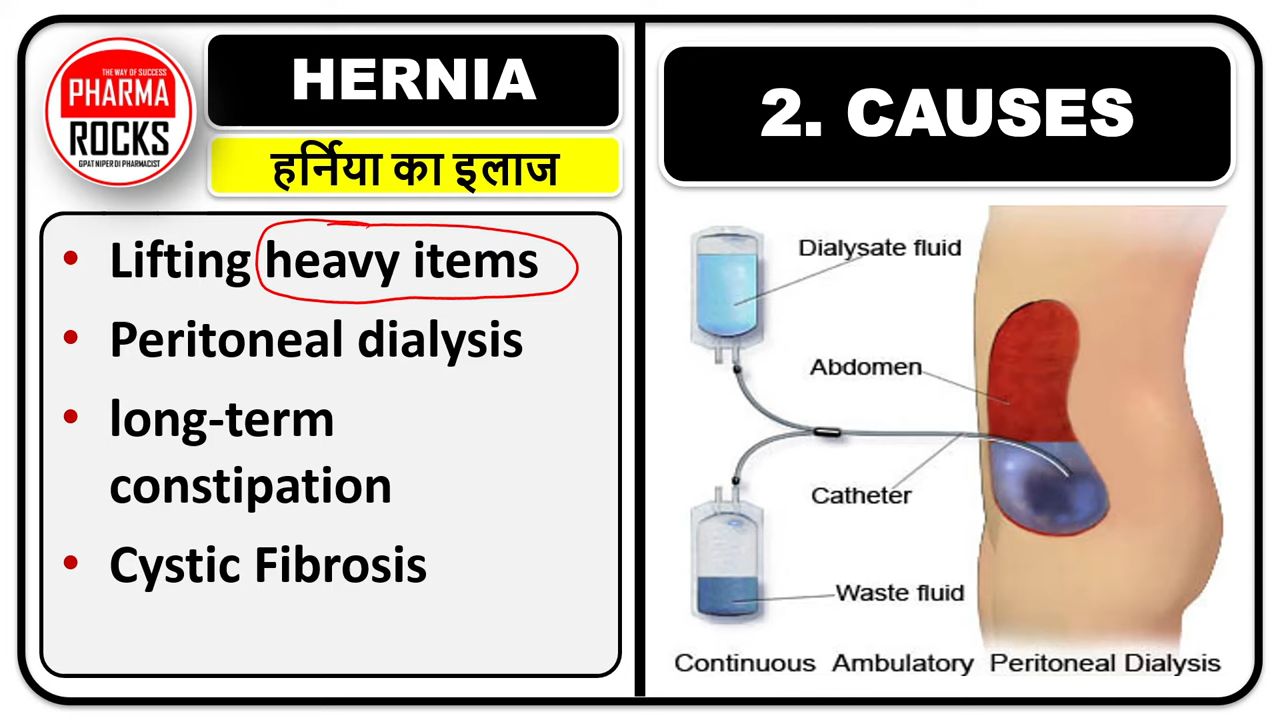 THE WAY OF SUCCESS
PHARMA
ROCKS
GPAT NIPER DI PHARMACIST
HERNIA
हर्निया का इलाज
• Lifting heavy items
• Peritoneal dialysis
• long-term
constipation
• Cystic Fibrosis
2. CAUSES
Dialysate fluid
Abdomen
Catheter
Waste fluid
Continuous Ambulatory Peritoneal Dialysis